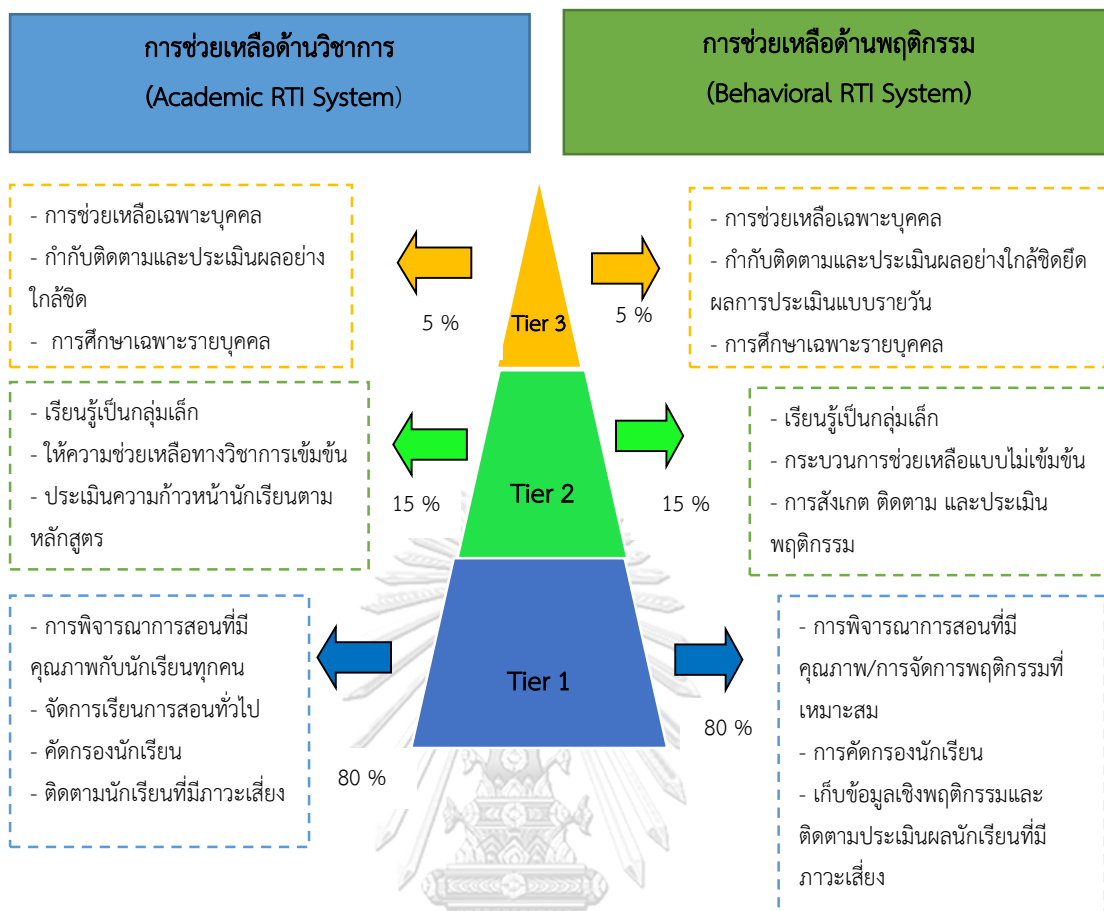 การช่วยเหลือด้านวิชาการ
(Academic RTI System)
การช่วยเหลือด้านพฤติกรรม
(Behavioral RTI System)
- การช่วยเหลือเฉพาะบุคคล
- กำกับติดตามและประเมินผลอย่าง
ใกล้ชิด
- การศึกษาเฉพาะรายบุคคล
5 %
Tier 3
5 %
- การช่วยเหลือเฉพาะบุคคล
- กำกับติดตามและประเมินผลอย่างใกล้ชิดยึด
ผลการประเมินแบบรายวัน
- การศึกษาเฉพาะรายบุคคล
- เรียนรู้เป็นกลุ่มเล็ก
- ให้ความช่วยเหลือทางวิชาการเข้มข้น
- ประเมินความก้าวหน้านักเรียนตาม
หลักสูตร
15 %
Tier 2
15 %
- เรียนรู้เป็นกลุ่มเล็ก
- กระบวนการช่วยเหลือแบบไม่เข้มข้น
- การสังเกต ติดตาม และประเมิน
พฤติกรรม
- การพิจารณาการสอนที่มี
คุณภาพกับนักเรียนทุกคน
- จัดการเรียนการสอนทั่วไป
- คัดกรองนักเรียน
- ติดตามนักเรียนที่มีภาวะเสี่ยง
80 %
Tier 1
80 %
- การพิจารณาการสอนที่มี
คุณภาพ/การจัดการพฤติกรรมที่
เหมาะสม
- การคัดกรองนักเรียน
- เก็บข้อมูลเชิงพฤติกรรมและ
ติดตามประเมินผลนักเรียนที่มี
ภาวะเสี่ยง